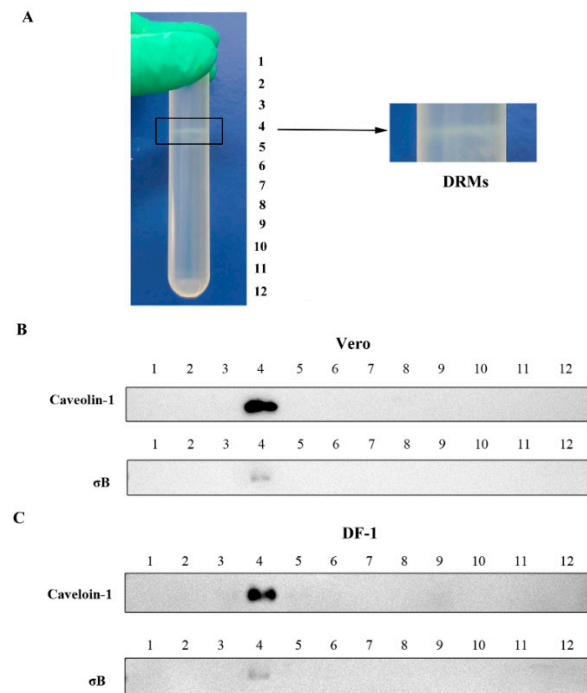 A
1
2
3
4
5
6
7
8
9
10
11
12
DRMs
B
Vero
1 2 3 4 5 6 7 8 9 10 11 12
Caveolin-1
1 2 3 4 5 6 7 8 9 10 11 12
σB
C
DF-1
1 2 3 4 5 6 7 8 9 10 11 12
Caveloin-1
1 2 3 4 5 6 7 8 9 10 11 12
σB